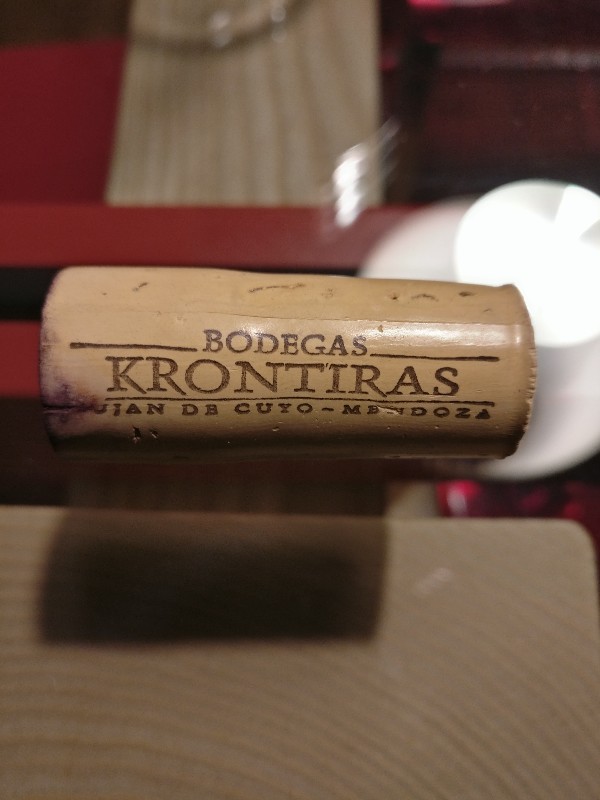 BODEGAS
KRONTIRAS
UJAN DE CUYO ~ MENDOZA